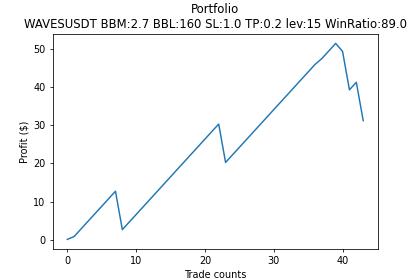 Portfolio
WAVESUSDT BBM:2.7 BBL:160 SL:1.0 TP:0.2 lev:15 WinRatio:89.0
50
40
30
20
10
0
Profit ($)
0 10 20 30 40
Trade counts